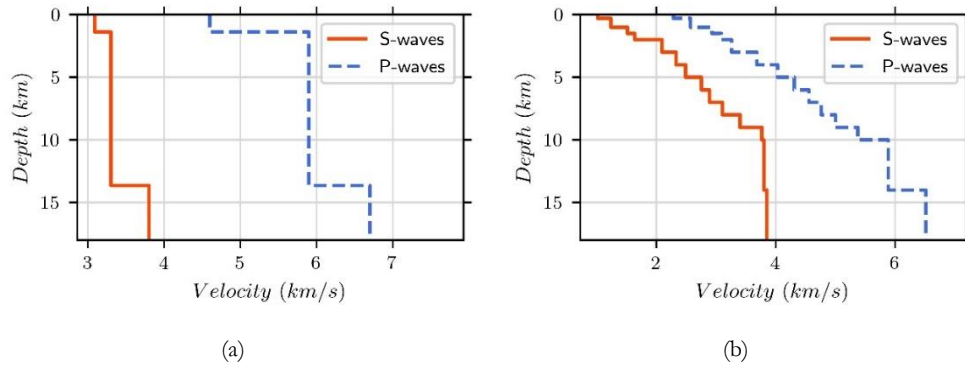 0
5
10
15
Depth (km)
S-waves
P-waves
3 4 5 6 7
Velocity (km/s)
(a)
0
5
10
15
Depth (km)
S-waves
P-waves
2 4 6
Velocity (km/s)
(b)